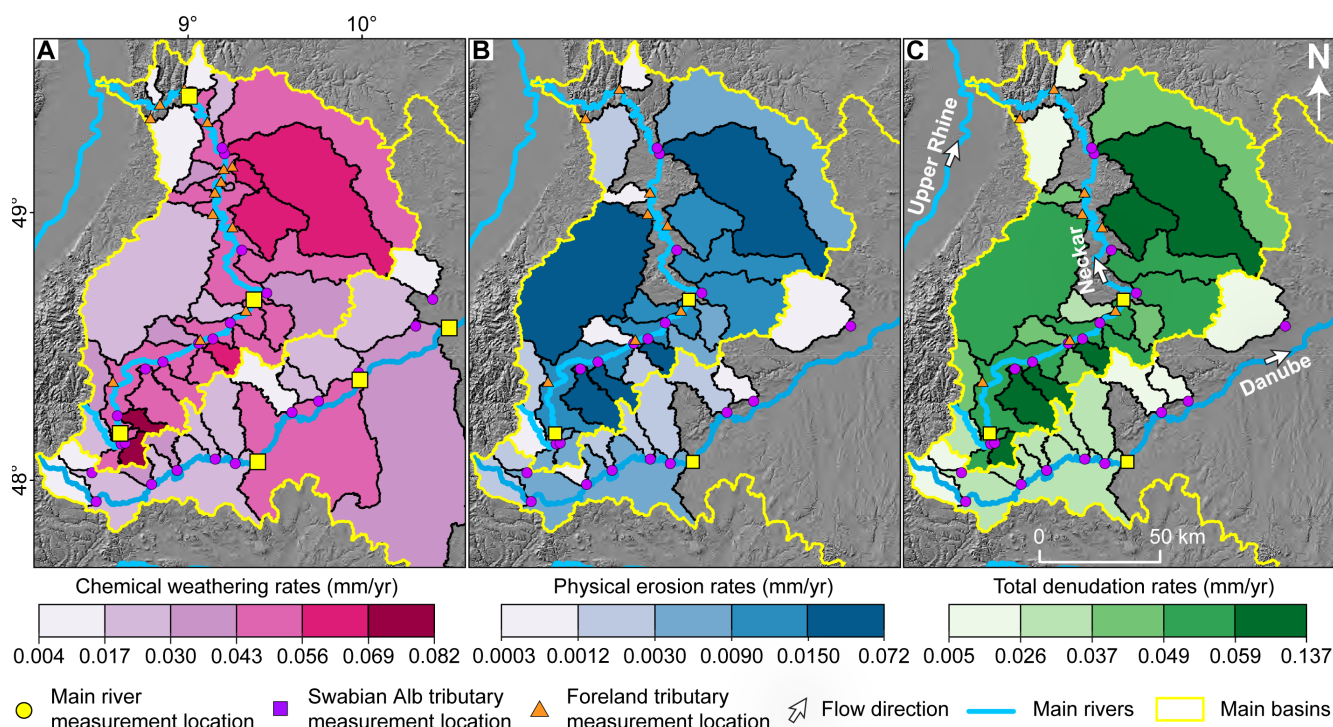 9° 10°
A B C N
49°
48°
Upper Rhine
Neckar
Danube
0 50 km
Chemical weathering rates (mm/yr) Physical erosion rates (mm/yr) Total denudation rates (mm/yr)
0.004 0.017 0.030 0.043 0.056 0.069 0.082 0.0003 0.0012 0.0030 0.0090 0.0150 0.072 0.005 0.026 0.037 0.049 0.059 0.137
Main river Swabian Alb tributary Foreland tributary Flow direction Main rivers Main basins
measurement location measurement location measurement location